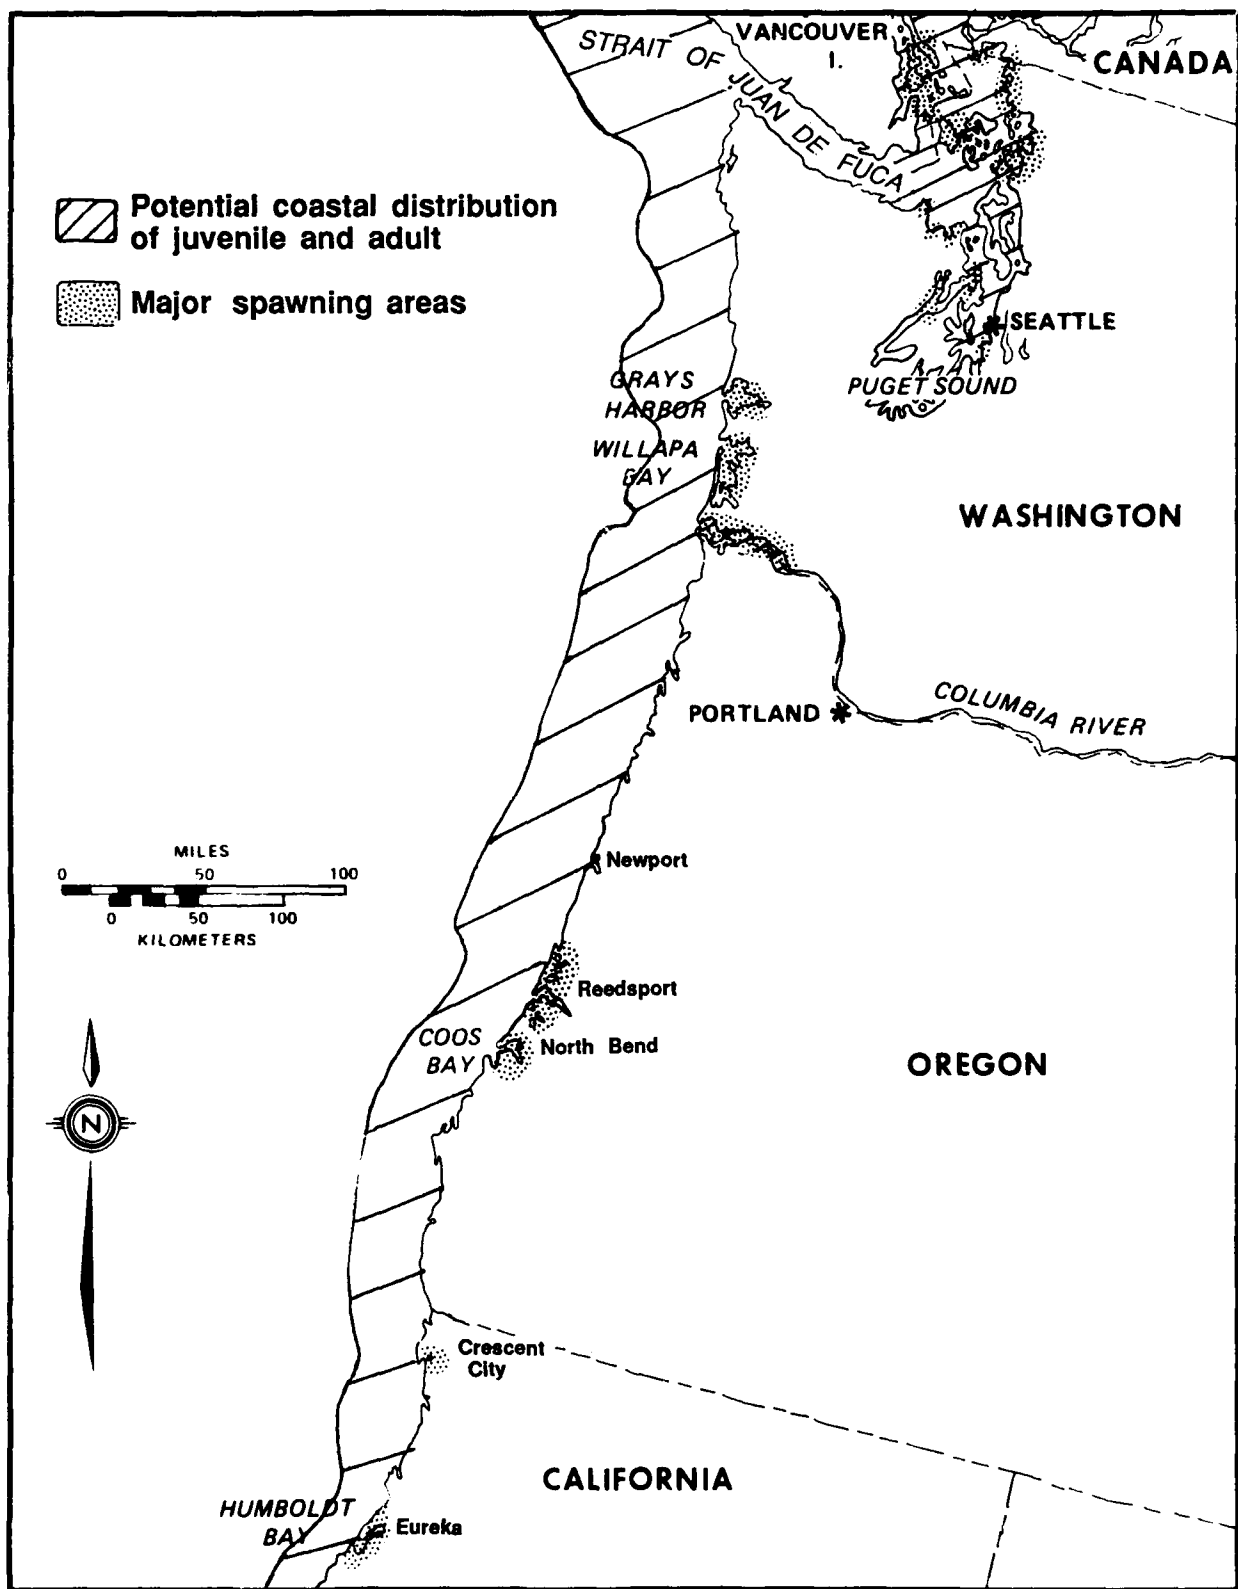 VANCOUVER
I.
CANADA
STRAIT OF JUAN DE FUCA
Potential coastal distribution
of juvenile and adult
Major spawning areas
SEATTLE
GRAYS
HARBOR
PUGET SOUND
WILLAPA
BAY
WASHINGTON
COLUMBIA RIVER
PORTLAND
MILES
0 50 100
0 50 100
KILOMETERS
Newport
Reedsport
COOS
BAY
North Bend
OREGON
N
Crescent
City
CALIFORNIA
HUMBOLDT
BAY
Eureka